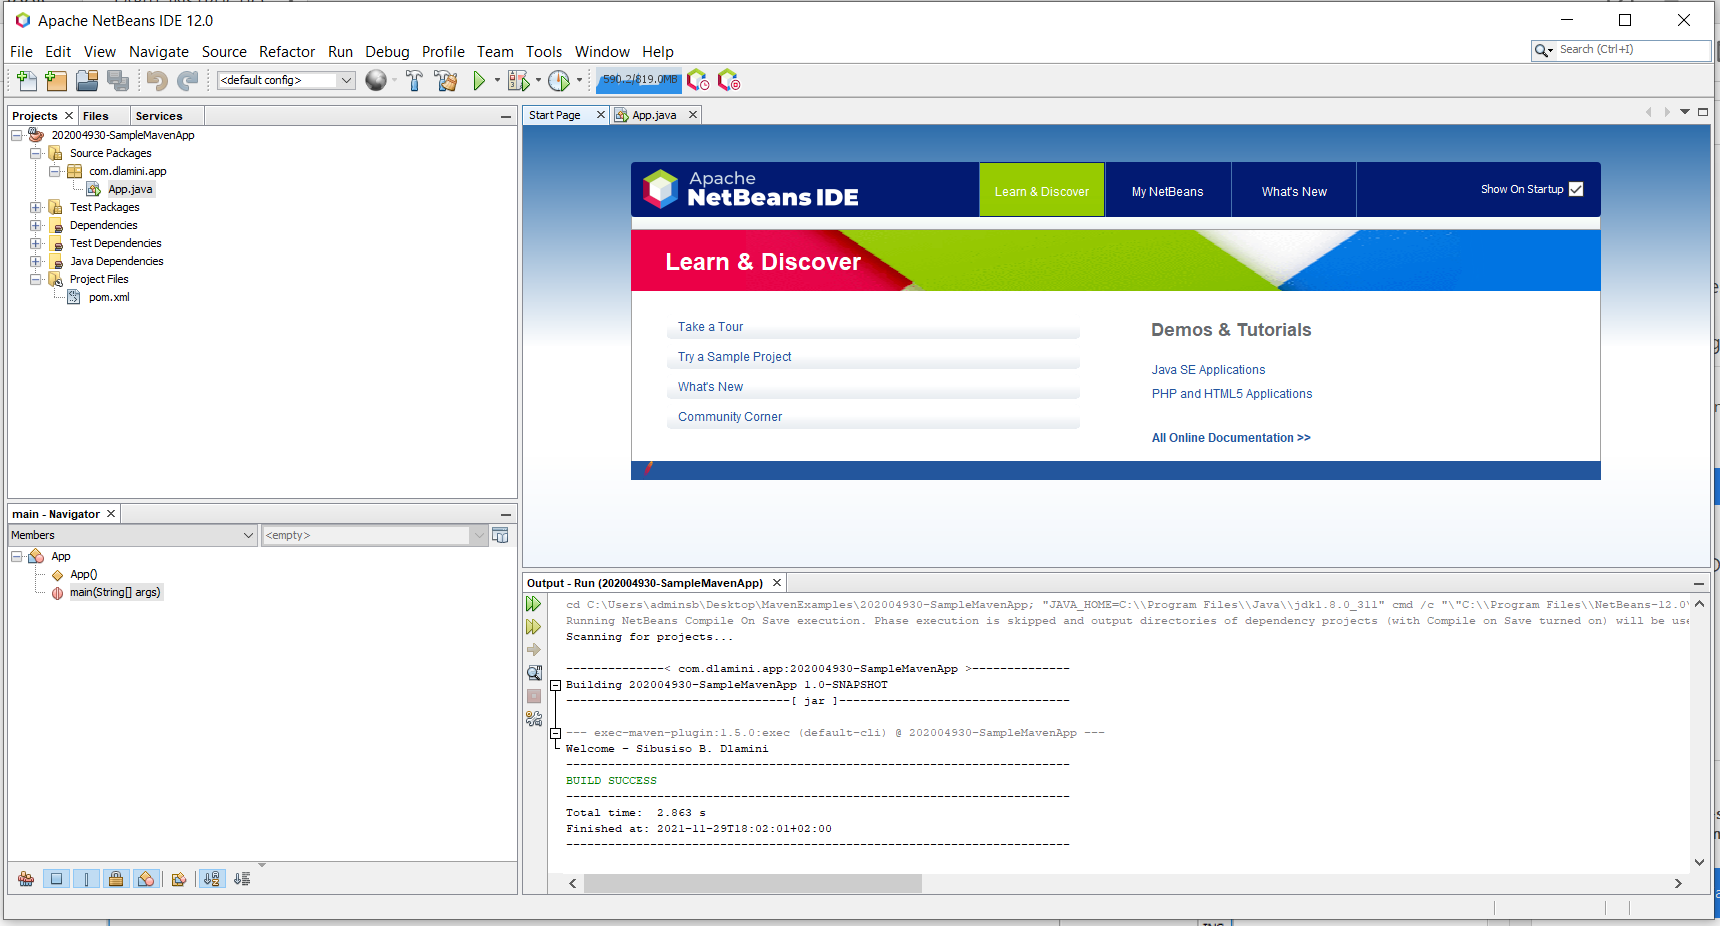 Apache NetBeans IDE 12.0
File Edit View Navigate Source Refactor Run Debug Profile Team Tools Window Help
Search (Ctrl+I)
<default config>
590.2/819.0MB
Projects Files Services
202004930-SampleMavenApp
Source Packages
com.dlamini.app
App.java
Test Packages
Dependencies
Test Dependencies
Java Dependencies
Project Files
pom.xml
main - Navigator
Members
<empty>
App
App()
main(String[] args)
Start Page App.java
Apache
NetBeans IDE
Learn & Discover My NetBeans What's New Show On Startup
Learn & Discover
Take a Tour
Try a Sample Project
What's New
Community Corner
Demos & Tutorials
Java SE Applications
PHP and HTML5 Applications
All Online Documentation >>
Output - Run (202004930-SampleMavenApp)
cd C:\Users\adminsb\Desktop\MavenExamples\202004930-SampleMavenApp; "JAVA_HOME=C:\\Program Files\\Java\\jdk1.8.0_311" cmd /c "\"C:\\Program Files\\NetBeans-12.0\
Running NetBeans Compile On Save execution. Phase execution is skipped and output directories of dependency projects (with Compile on Save turned on) will be use
Scanning for projects...
--------------< com.dlamini.app:202004930-SampleMavenApp >--------------
Building 202004930-SampleMavenApp 1.0-SNAPSHOT
--------------------------------[ jar ]---------------------------------
--- exec-maven-plugin:1.5.0:exec (default-cli) @ 202004930-SampleMavenApp ---
Welcome - Sibusiso B. Dlamini
------------------------------------------------------------------------
BUILD SUCCESS
------------------------------------------------------------------------
Total time:  2.863 s
Finished at: 2021-11-29T18:02:01+02:00
------------------------------------------------------------------------